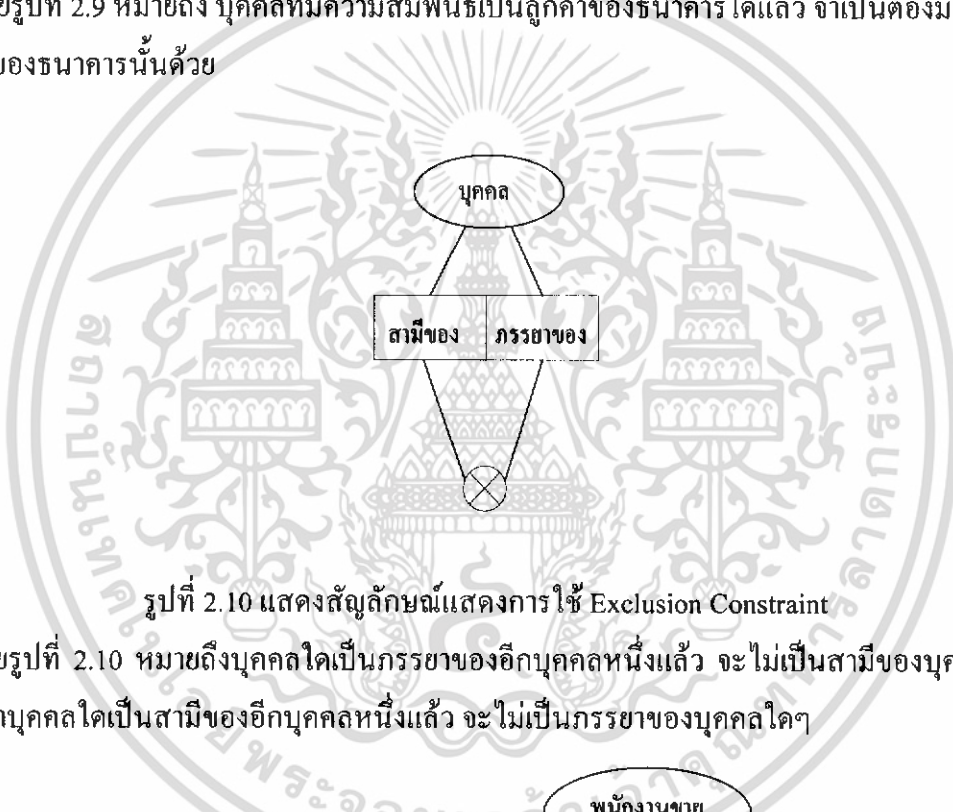 ยรูปที่ 2.9 หมายถึง บุคคลที่มีความสัมพันธ์เป็นลูกค้าของธนาคารใดแล้ว จำเป็นต้องม
ของธนาคารนั้นด้วย
บุคคล
สามีของ ภรรยาของ
รูปที่ 2.10 แสดงสัญลักษณ์แสดงการใช้ Exclusion Constraint
ยรูปที่ 2.10 หมายถึงบุคคลใดเป็นภรรยาของอีกบุคคลหนึ่งแล้ว จะไม่เป็นสามีของบุค
าบุคคลใดเป็นสามีของอีกบุคคลหนึ่งแล้ว จะไม่เป็นภรรยาของบุคคลใดๆ
พนักงานขาย